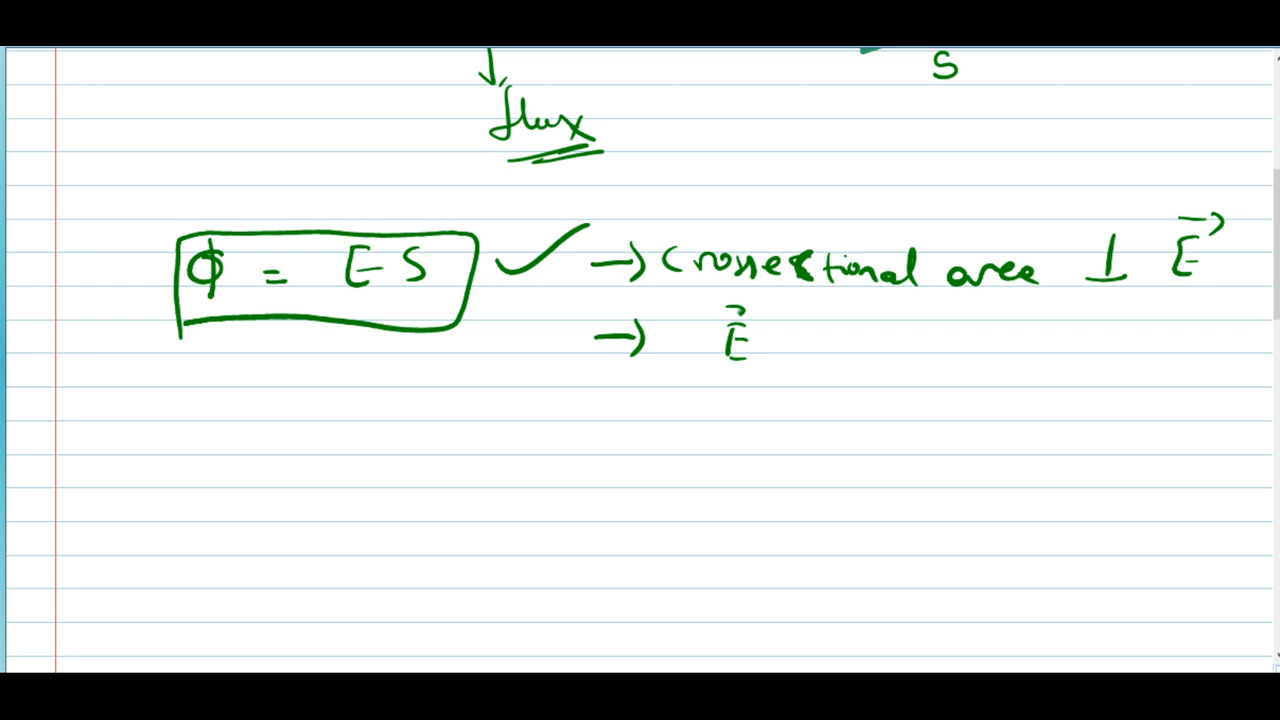 S
flux
Φ = ES → Crossectional area ⊥ E⃗
→ E⃗